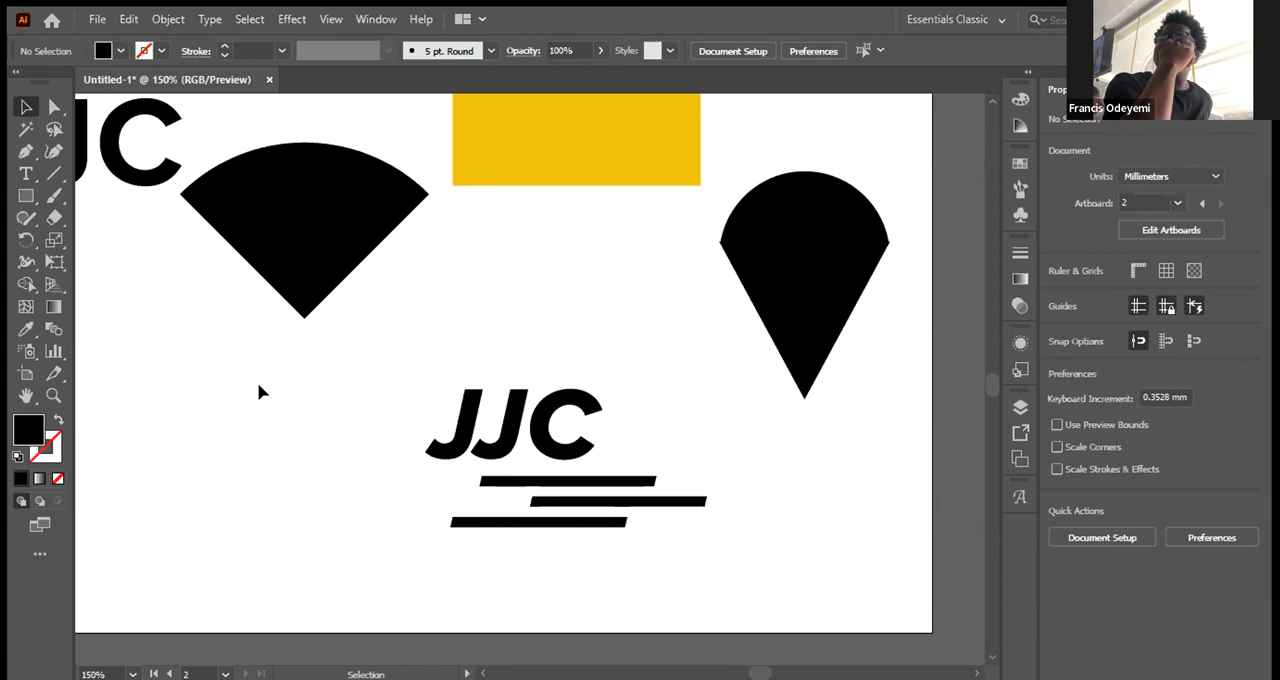 Ai File Edit Object Type Select Effect View Window Help Essentials Classic Sea
No Selection Stroke: 5 pt. Round Opacity: 100% Style: Document Setup Preferences
Untitled-1* @ 150% (RGB/Preview)
Francis Odeyemi
No Selection
Document
Units: Millimeters
Artboard: 2
Edit Artboards
Ruler & Grids
Guides
Snap Options
Preferences
Keyboard Increment: 0.3528 mm
Use Preview Bounds
Scale Corners
Scale Strokes & Effects
Quick Actions
Document Setup Preferences
JC
JJC
150% 2 Selection